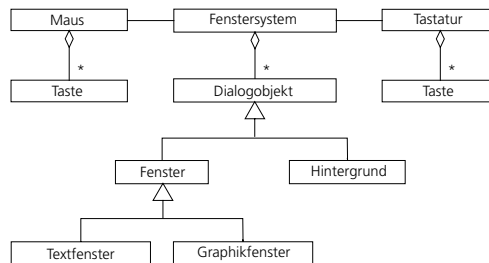 Maus
Fenstersystem
Tastatur
*
*
*
Taste
Dialogobjekt
Taste
Fenster
Hintergrund
Textfenster
Graphikfenster